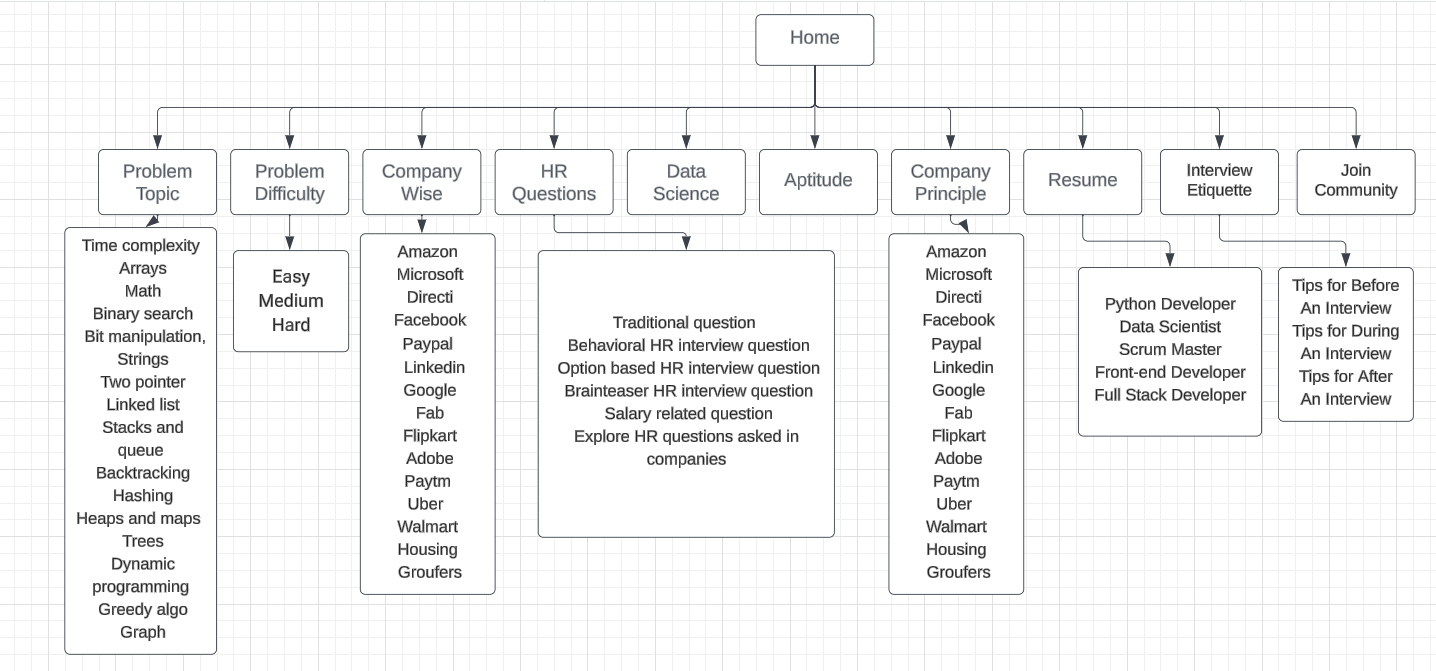 Home
Problem
Topic
Problem
Difficulty
Company
Wise
HR
Questions
Data
Science
Aptitude
Company
Principle
Resume
Interview
Etiquette
Join
Community
Time complexity
Arrays
Math
Binary search
Bit manipulation,
Strings
Two pointer
Linked list
Stacks and
queue
Backtracking
Hashing
Heaps and maps
Trees
Dynamic
programming
Greedy algo
Graph
Easy
Medium
Hard
Amazon
Microsoft
Directi
Facebook
Paypal
Linkedin
Google
Fab
Flipkart
Adobe
Paytm
Uber
Walmart
Housing
Groufers
Traditional question
Behavioral HR interview question
Option based HR interview question
Brainteaser HR interview question
Salary related question
Explore HR questions asked in
companies
Amazon
Microsoft
Directi
Facebook
Paypal
Linkedin
Google
Fab
Flipkart
Adobe
Paytm
Uber
Walmart
Housing
Groufers
Python Developer
Data Scientist
Scrum Master
Front-end Developer
Full Stack Developer
Tips for Before
An Interview
Tips for During
An Interview
Tips for After
An Interview